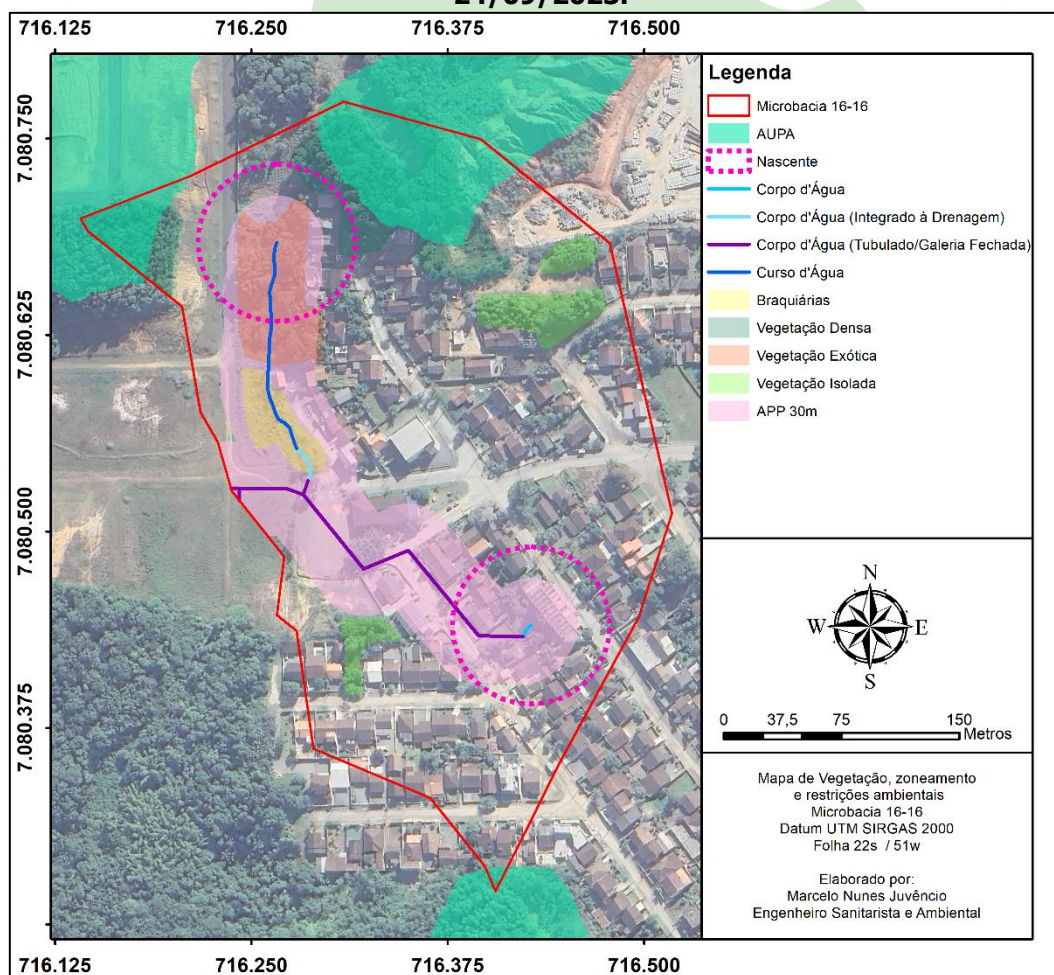 716.125 716.250 716.375 716.500
7.080.750
7.080.625
7.080.500
7.080.375
Legenda
Microbacia 16-16
AUPA
Nascente
Corpo d'Água
Corpo d'Água (Integrado à Drenagem)
Corpo d'Água (Tubulado/Galeria Fechada)
Curso d'Água
Braquiárias
Vegetação Densa
Vegetação Exótica
Vegetação Isolada
APP 30m
N
W E
S
0 37,5 75 150
Metros
Mapa de Vegetação, zoneamento
e restrições ambientais
Microbacia 16-16
Datum UTM SIRGAS 2000
Folha 22s / 51w
Elaborado por:
Marcelo Nunes Juvêncio
Engenheiro Sanitarista e Ambiental
716.125 716.250 716.375 716.500